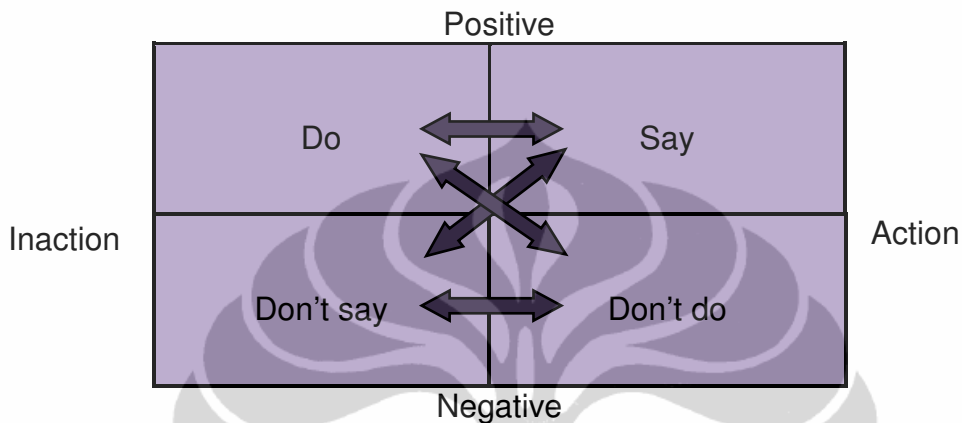 Positive
Do
Say
Inaction
Action
Don't say
Don't do
Negative